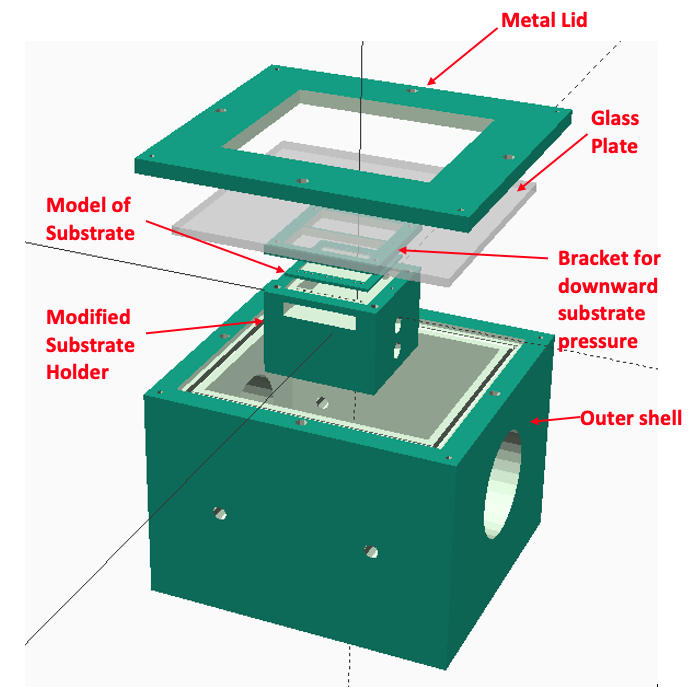 Metal Lid
Glass
Plate
Model of
Substrate
Bracket for
downward
substrate
pressure
Modified
Substrate
Holder
Outer shell